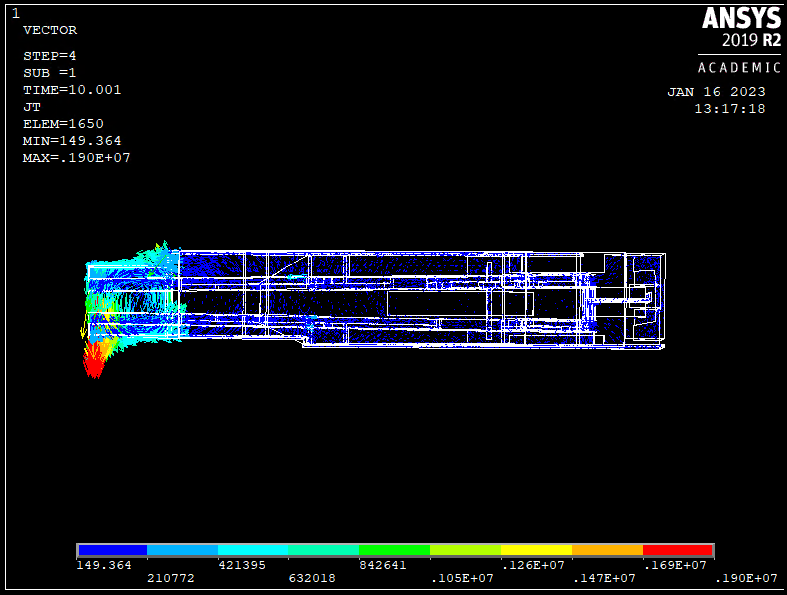 1
VECTOR
STEP=4
SUB =1
TIME=10.001
JT
ELEM=1650
MIN=149.364
MAX=.190E+07
ANSYS
2019 R2
ACADEMIC
JAN 16 2023
13:17:18
149.364 421395 842641 .126E+07 .169E+07
210772 632018 .105E+07 .147E+07 .190E+07